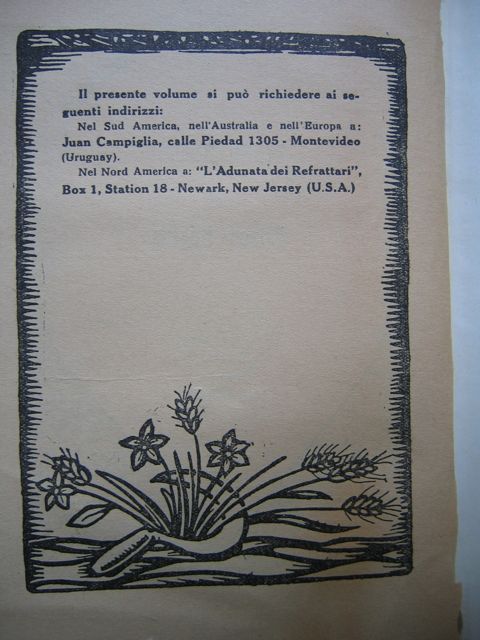 Il presente volume si può richiedere ai se-
guenti indirizzi:
Nel Sud America, nell'Australia e nell'Europa a:
Juan Campiglia, calle Piedad 1305 - Montevideo
(Uruguay).
Nel Nord America a: "L'Adunata dei Refrattari",
Box 1, Station 18 - Newark, New Jersey (U.S.A.)